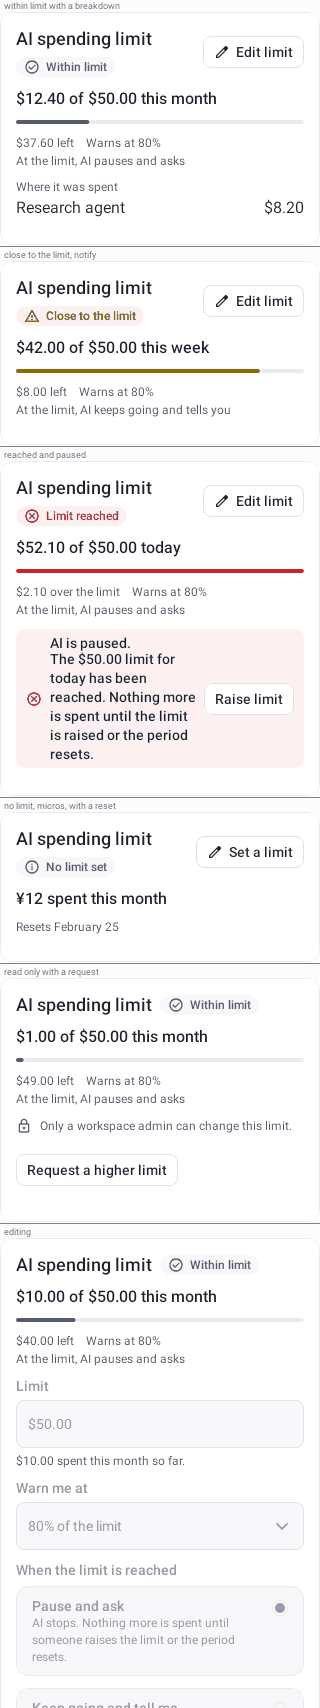 within limit with a breakdown
AI spending limit
Within limit
Edit limit
$12.40 of $50.00 this month
$37.60 left Warns at 80%
At the limit, AI pauses and asks
Where it was spent
Research agent $8.20
close to the limit, notify
AI spending limit
Close to the limit
Edit limit
$42.00 of $50.00 this week
$8.00 left Warns at 80%
At the limit, AI keeps going and tells you
reached and paused
AI spending limit
Limit reached
Edit limit
$52.10 of $50.00 today
$2.10 over the limit Warns at 80%
At the limit, AI pauses and asks
AI is paused.
The $50.00 limit for
today has been
reached. Nothing more
is spent until the limit
is raised or the period
resets.
Raise limit
no limit, micros, with a reset
AI spending limit
No limit set
Set a limit
¥12 spent this month
Resets February 25
read only with a request
AI spending limit Within limit
$1.00 of $50.00 this month
$49.00 left Warns at 80%
At the limit, AI pauses and asks
Only a workspace admin can change this limit.
Request a higher limit
editing
AI spending limit Within limit
$10.00 of $50.00 this month
$40.00 left Warns at 80%
At the limit, AI pauses and asks
Limit
$50.00
$10.00 spent this month so far.
Warn me at
80% of the limit
When the limit is reached
Pause and ask
AI stops. Nothing more is spent until
someone raises the limit or the period
resets.
Keep going and tell me